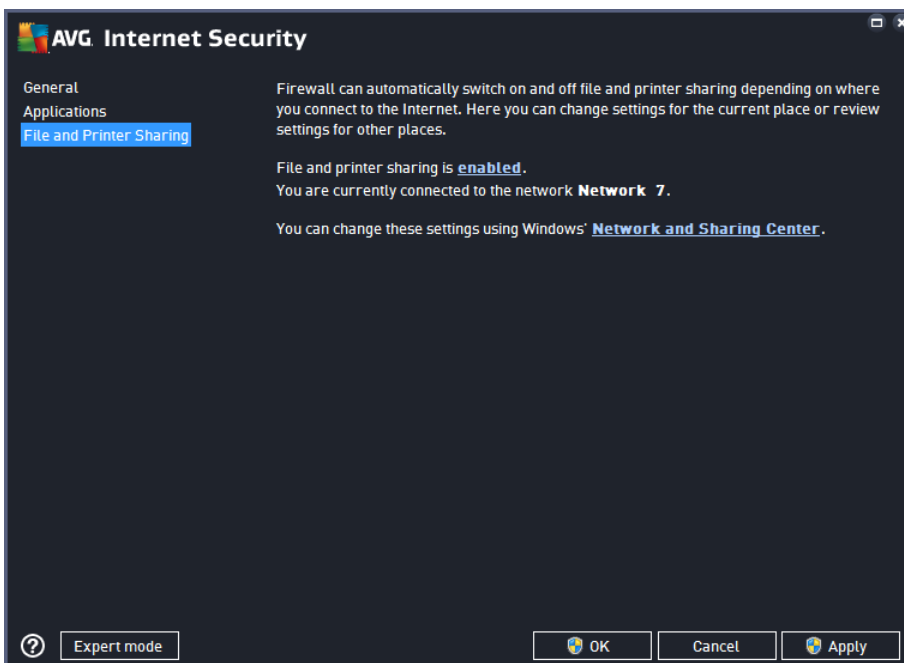 AVG Internet Security
General
Applications
File and Printer Sharing
Firewall can automatically switch on and off file and printer sharing depending on where
you connect to the Internet. Here you can change settings for the current place or review
settings for other places.
File and printer sharing is enabled.
You are currently connected to the network Network 7.
You can change these settings using Windows' Network and Sharing Center.
? Expert mode
OK
Cancel
Apply